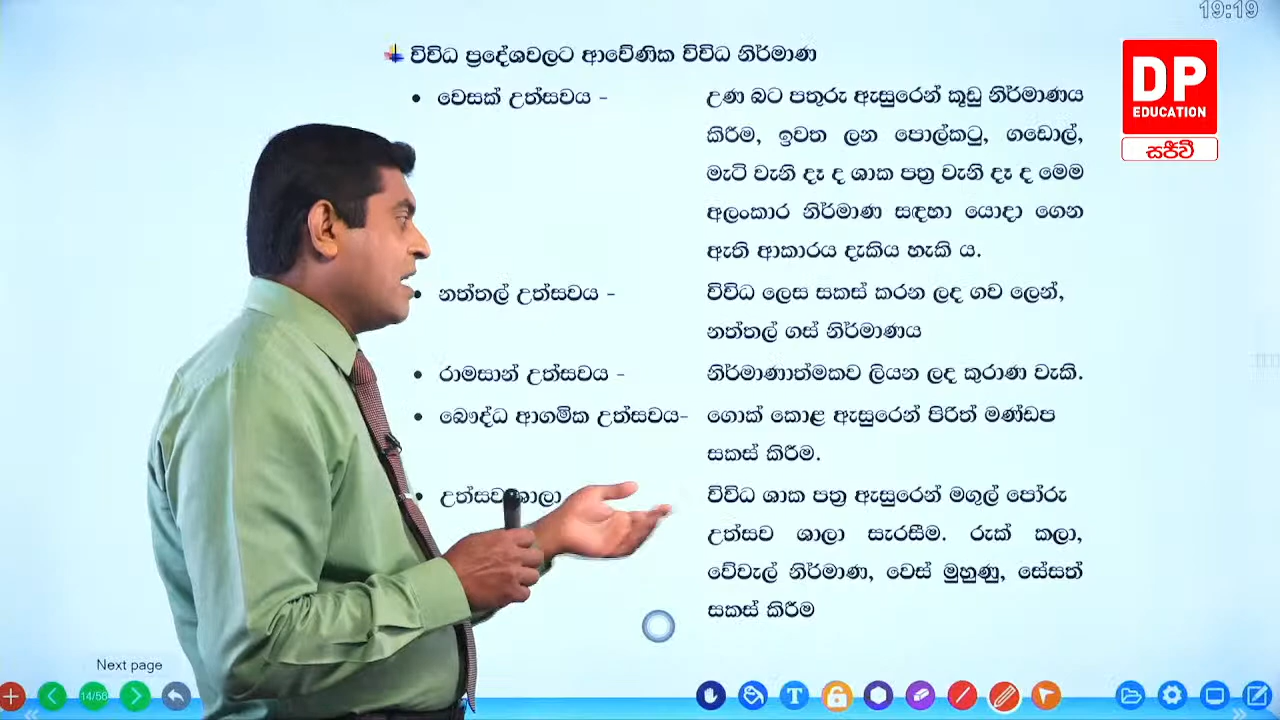 19:19
DP
EDUCATION
සජීවී
විවිධ ප්‍රදේශවලට ආවේණික විවිධ නිර්මාණ
• වෙසක් උත්සවය - උණ බට පතුරු ඇසුරෙන් කූඩු නිර්මාණය
කිරීම, ඉවත ලන පොල්කටු, ගඩොල්,
මැටි වැනි දෑ ද ශාක පත්‍ර වැනි දෑ ද මෙම
අලංකාර නිර්මාණ සඳහා යොදා ගෙන
ඇති ආකාරය දැකිය හැකි ය.
• නත්තල් උත්සවය - විවිධ ලෙස සකස් කරන ලද ගව ලෙන්,
නත්තල් ගස් නිර්මාණය
• රාමසාන් උත්සවය - නිර්මාණාත්මකව ලියන ලද කුරාණ වැකි.
• බෞද්ධ ආගමික උත්සවය- ගොක් කොළ ඇසුරෙන් පිරිත් මණ්ඩප
සකස් කිරීම.
• උත්සව ශාලා විවිධ ශාක පත්‍ර ඇසුරෙන් මගුල් පෝරු
උත්සව ශාලා සැරසීම. රුක් කලා,
වේවැල් නිර්මාණ, වෙස් මුහුණු, සේසත්
සකස් කිරීම
Next page
14/56